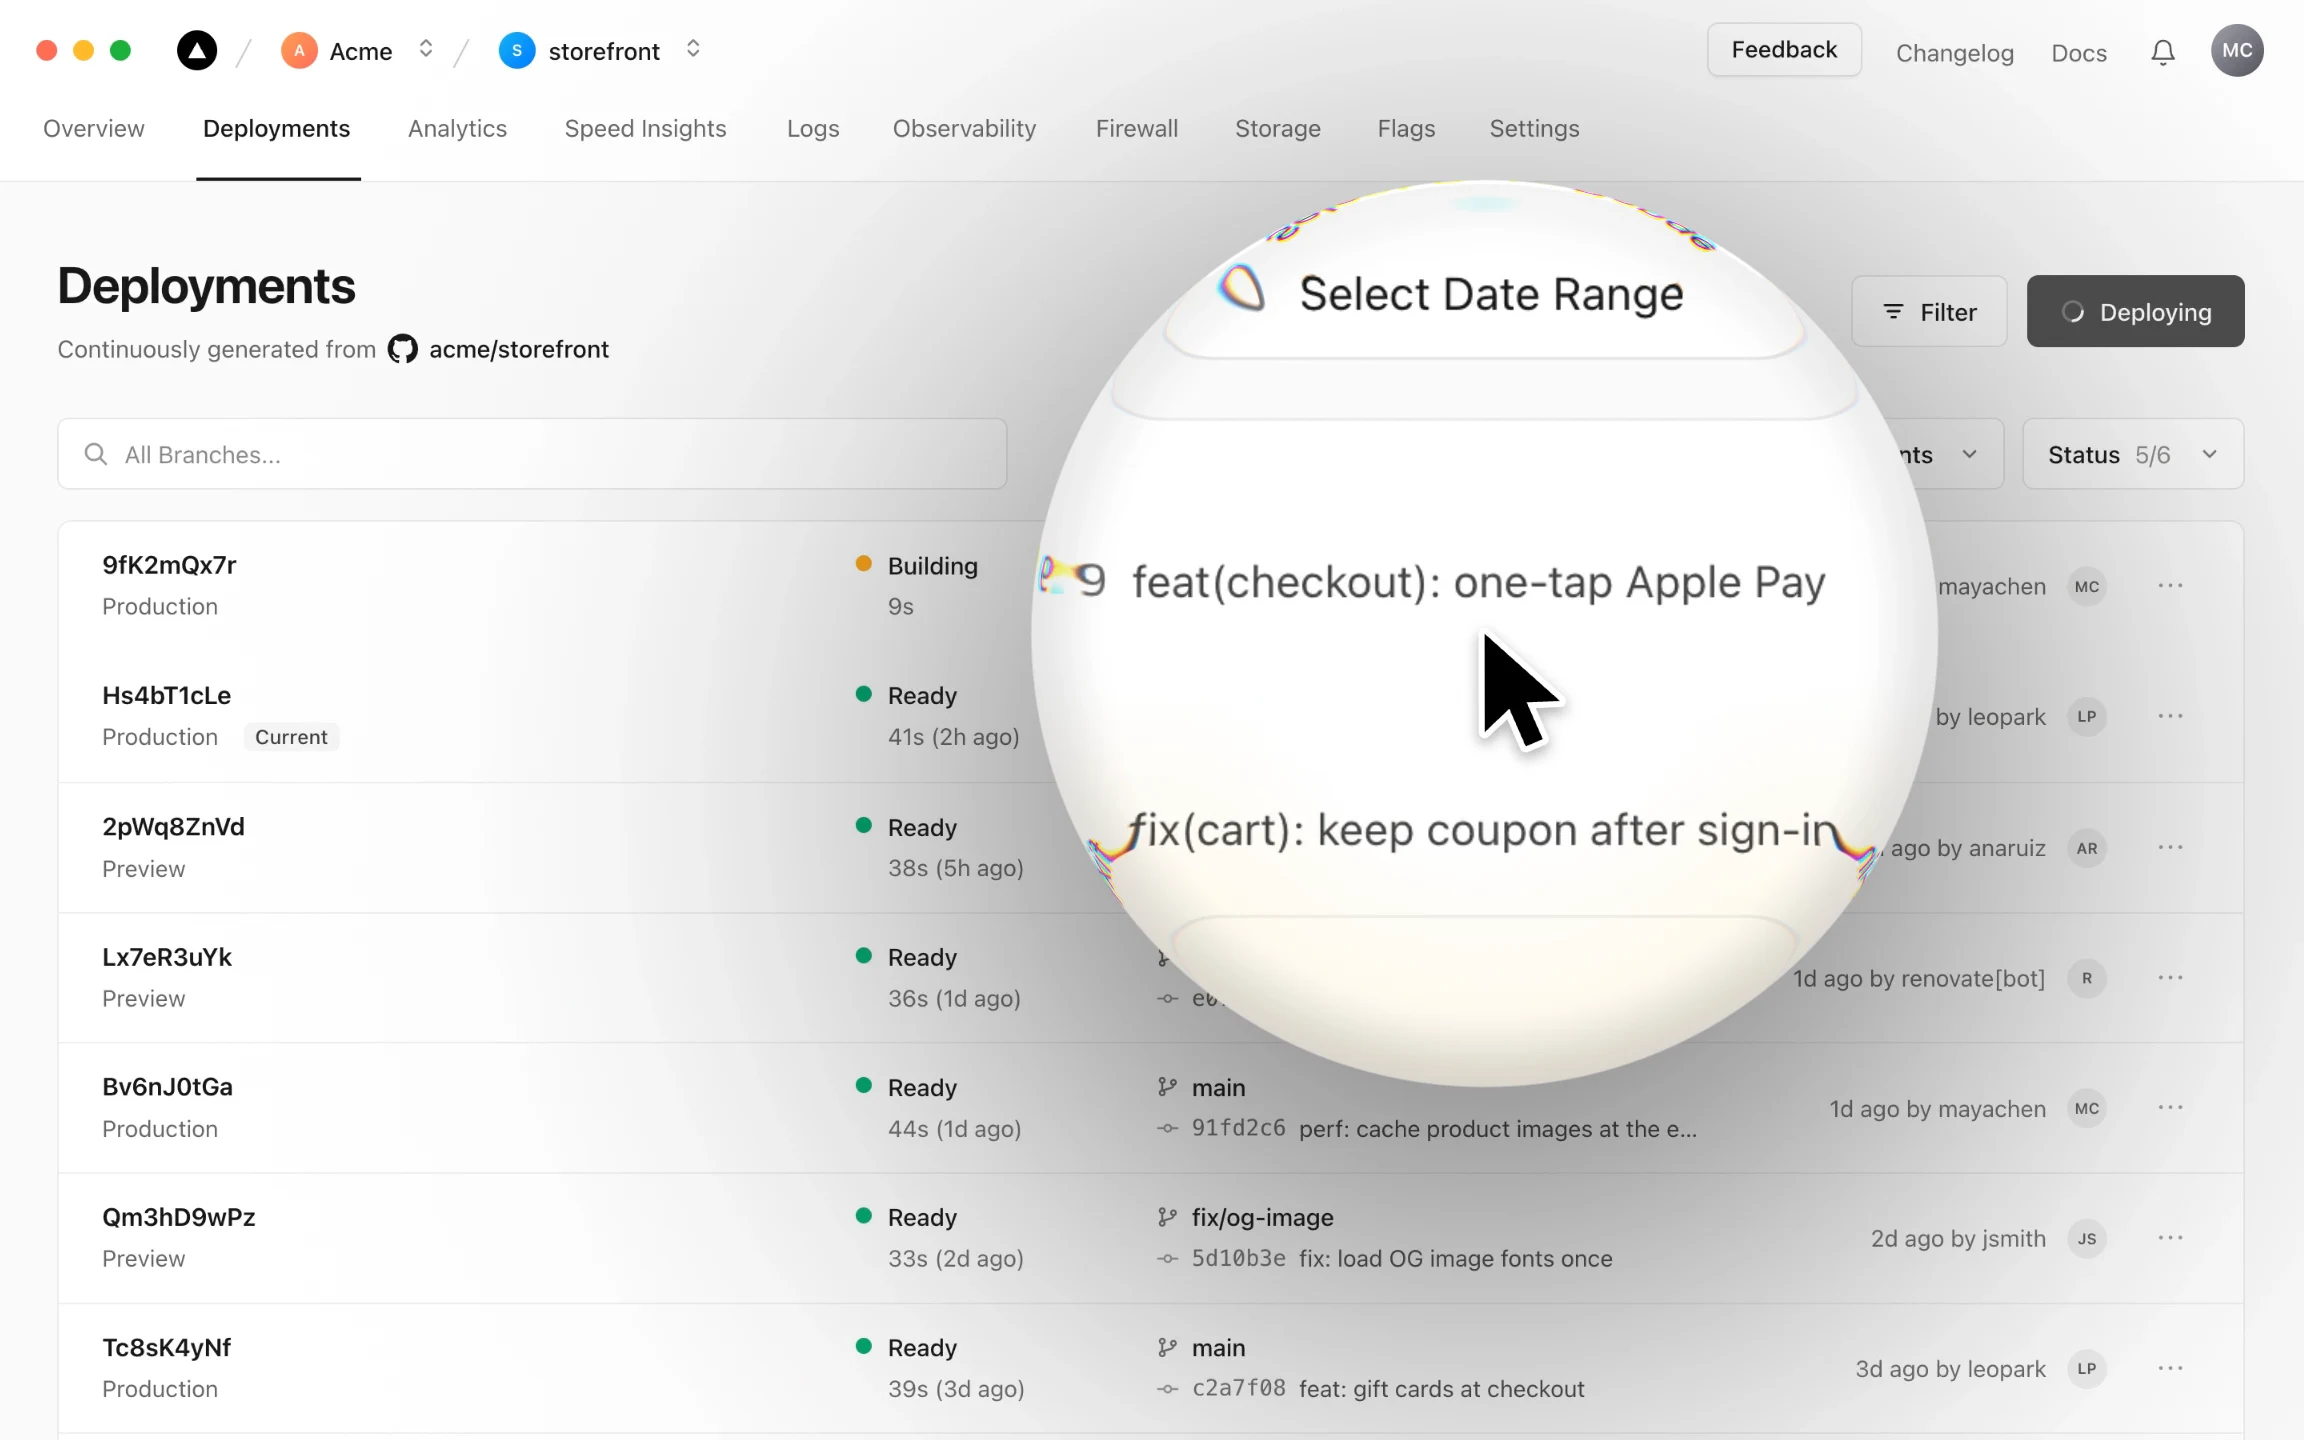 A Acme S storefront Feedback Changelog Docs MC
Overview Deployments Analytics Speed Insights Logs Observability Firewall Storage Flags Settings
Deployments
Continuously generated from acme/storefront
Select Date Range
Filter Deploying
All Branches...
Status 5/6
9fK2mQx7r
Production
Building
9s
feat(checkout): one-tap Apple Pay
mayachen MC
Hs4bT1cLe
Production Current
Ready
41s (2h ago)
by leopark LP
2pWq8ZnVd
Preview
Ready
38s (5h ago)
fix(cart): keep coupon after sign-in
ago by anaruiz AR
Lx7eR3uYk
Preview
Ready
36s (1d ago)
1d ago by renovate[bot] R
Bv6nJ0tGa
Production
Ready
44s (1d ago)
main
91fd2c6 perf: cache product images at the e...
1d ago by mayachen MC
Qm3hD9wPz
Preview
Ready
33s (2d ago)
fix/og-image
5d10b3e fix: load OG image fonts once
2d ago by jsmith JS
Tc8sK4yNf
Production
Ready
39s (3d ago)
main
c2a7f08 feat: gift cards at checkout
3d ago by leopark LP